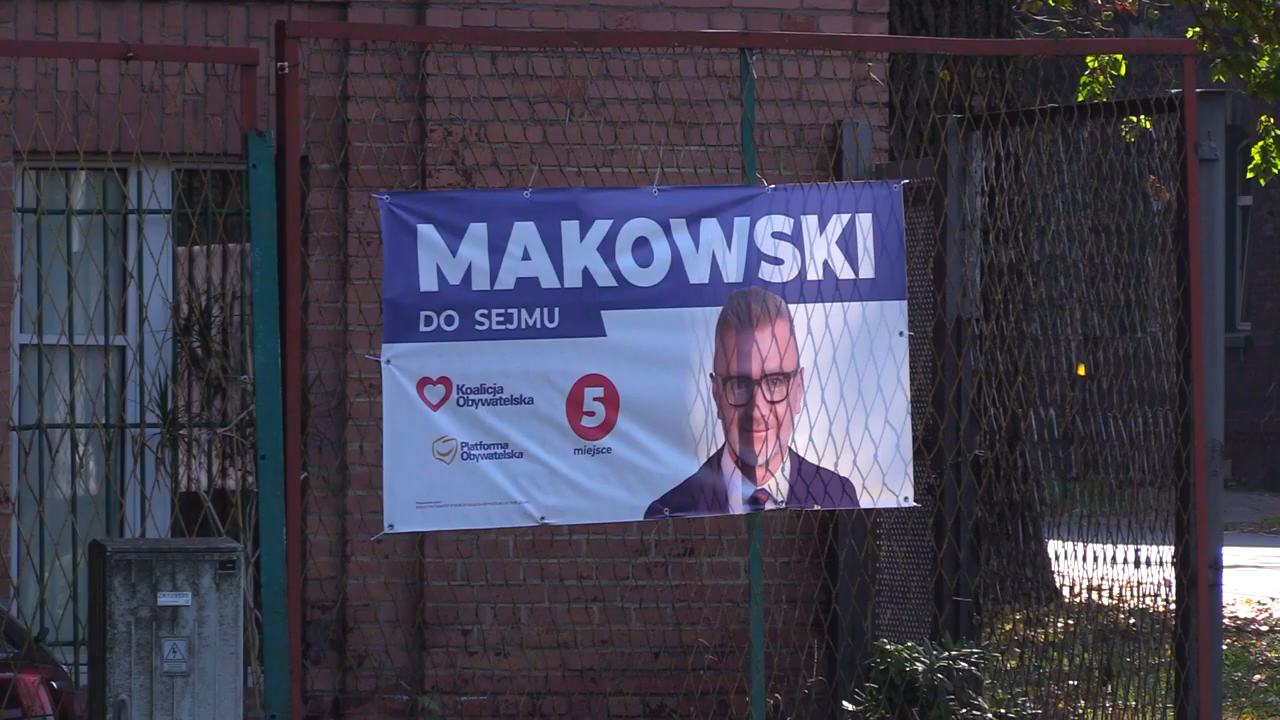 MAKOWSKI
DO SEJMU
Koalicja
Obywatelska
5
miejsce
Platforma
Obywatelska